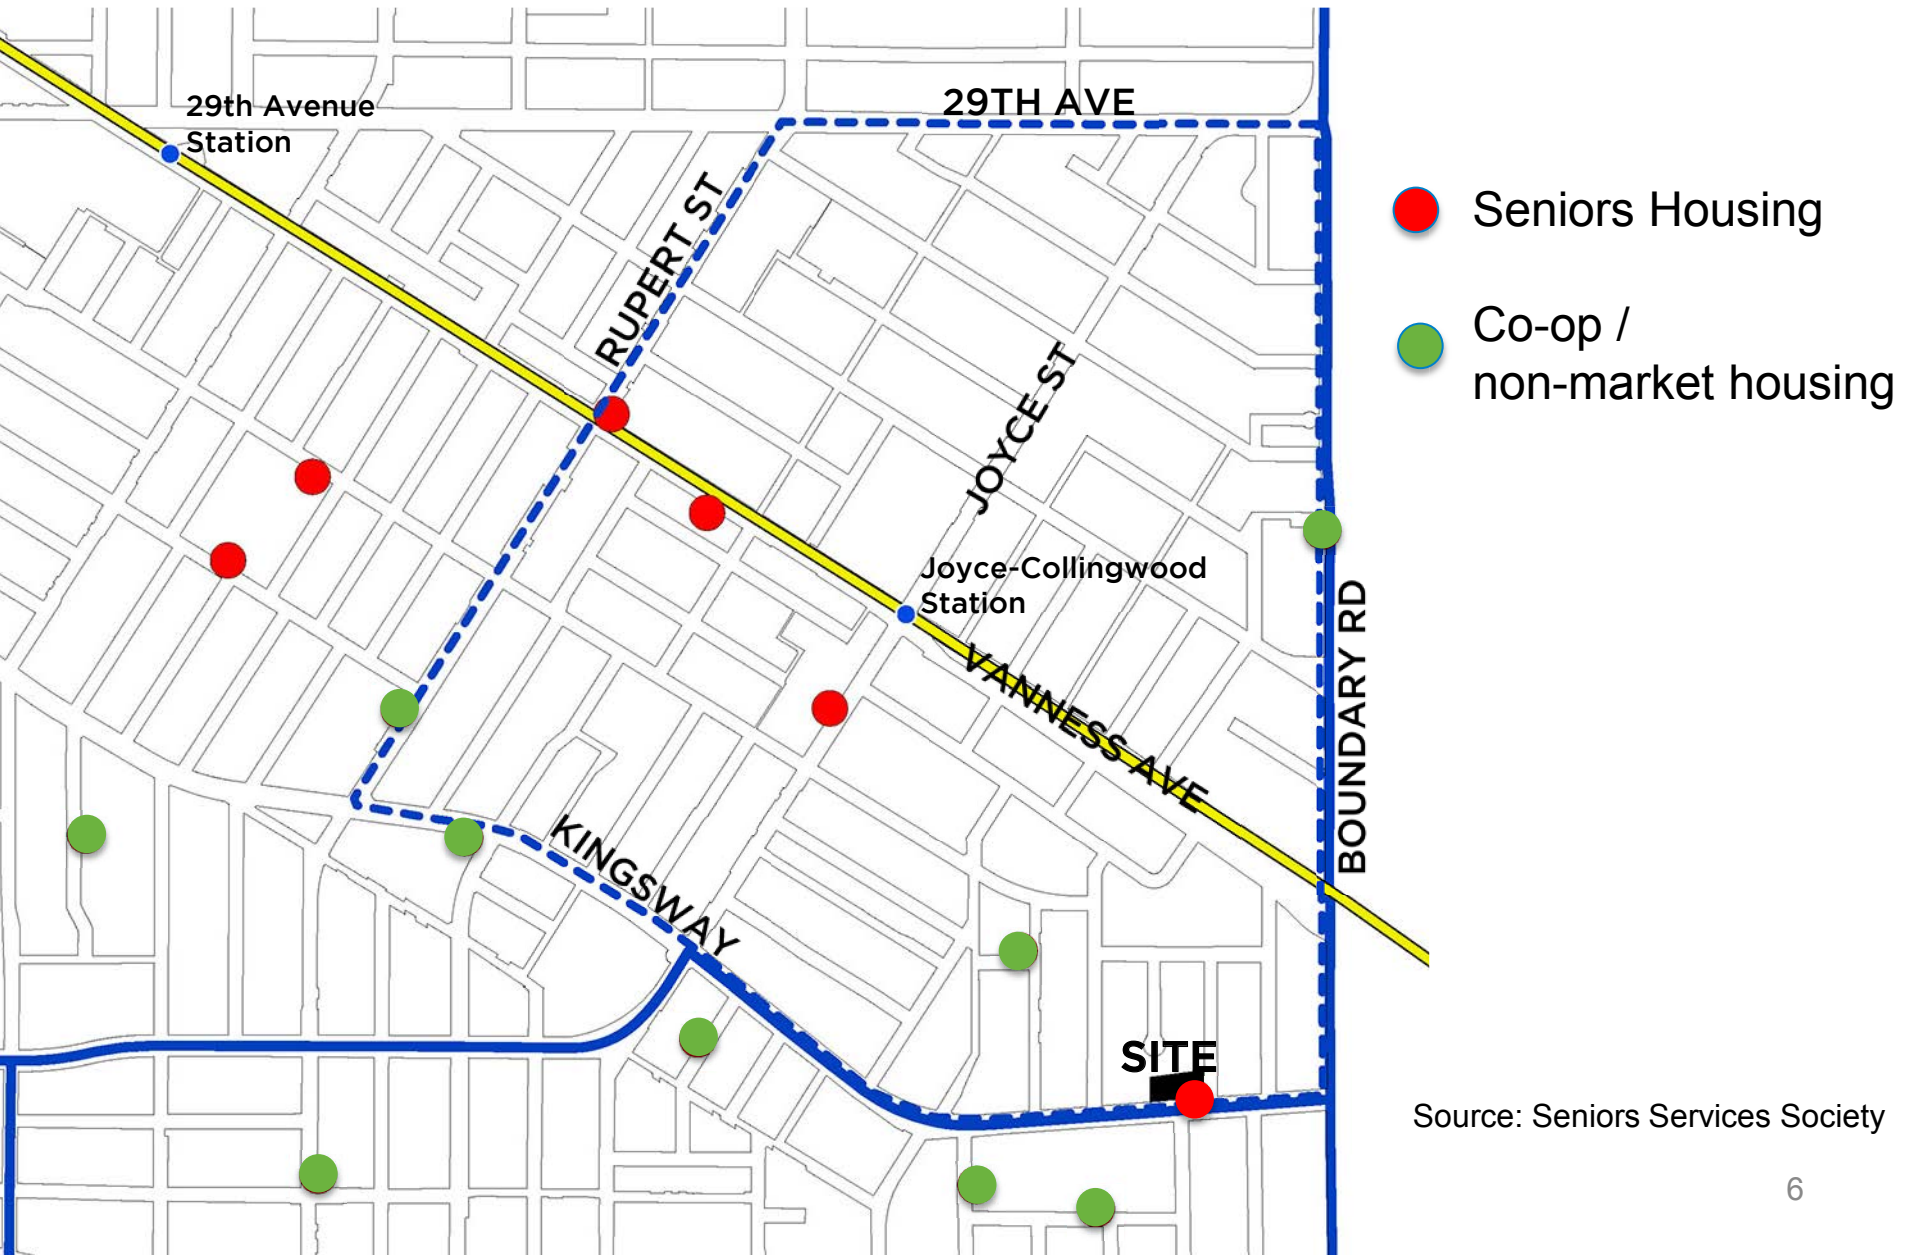 29th Avenue
Station
29TH AVE
RUPERT ST
JOYCE ST
Joyce-Collingwood
Station
VANNESS AVE
BOUNDARY RD
KINGSWAY
SITE
Seniors Housing
Co-op /
non-market housing
Source: Seniors Services Society
6